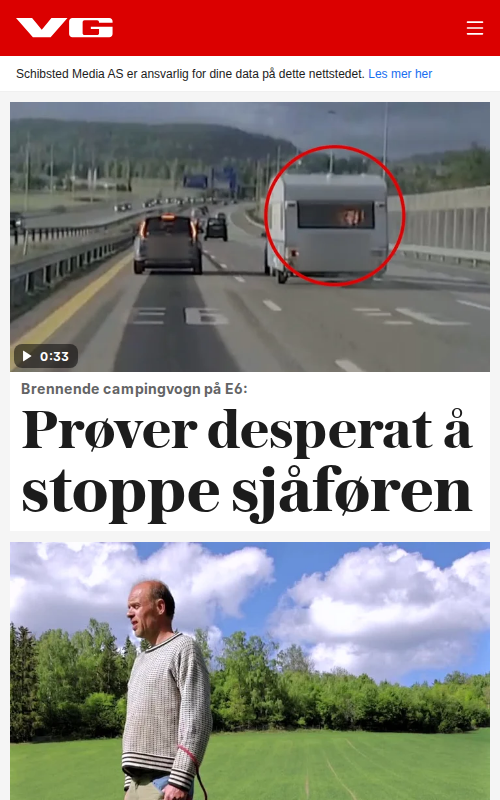 VG
Schibsted Media AS er ansvarlig for dine data på dette nettstedet. Les mer her
E6
0:33
Brennende campingvogn på E6:
Prøver desperat å
stoppe sjåføren